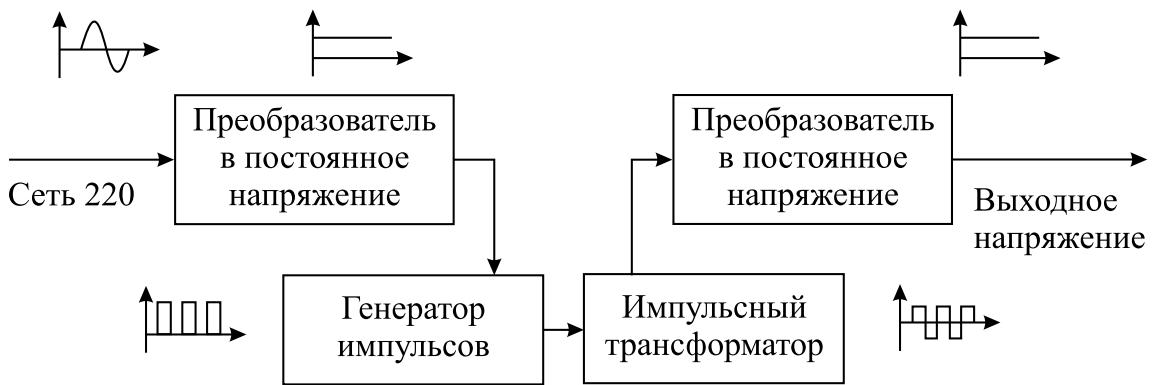 Преобразователь
в постоянное
напряжение
Преобразователь
в постоянное
напряжение
Сеть 220
Выходное
напряжение
Генератор
импульсов
Импульсный
трансформатор